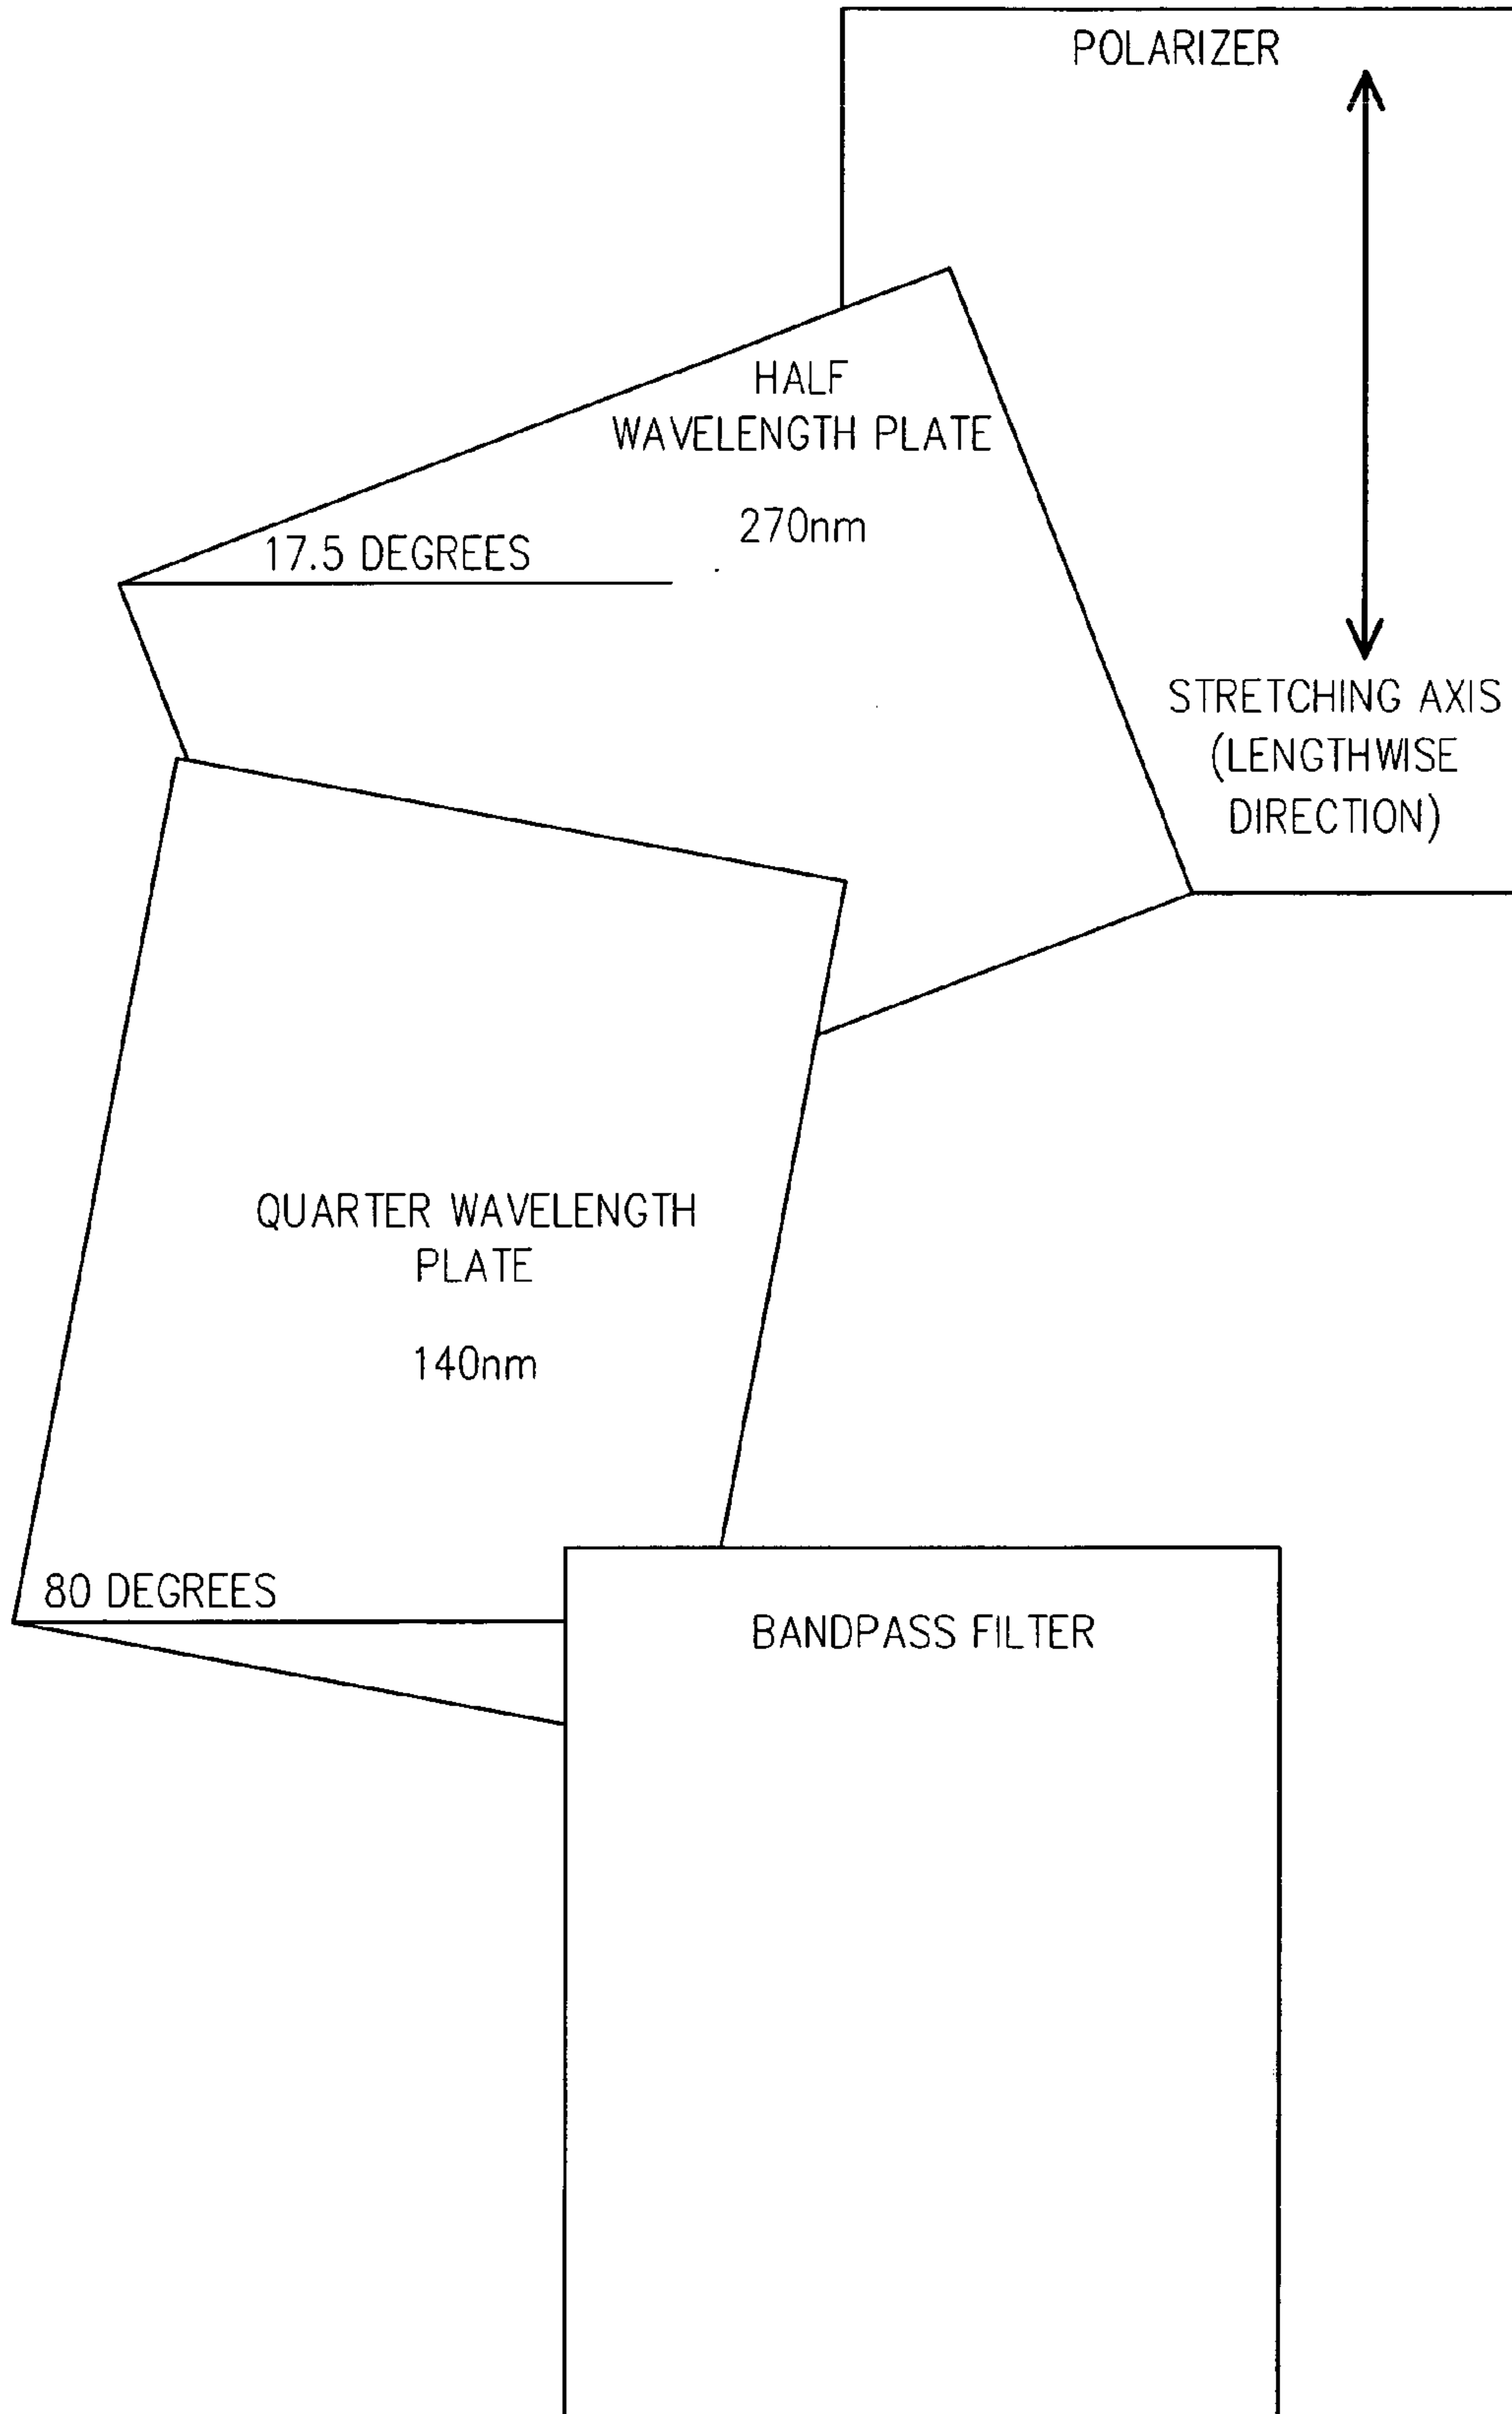 POLARIZER
HALF
WAVELENGTH PLATE
270nm
17.5 DEGREES
STRETCHING AXIS
(LENGTHWISE
DIRECTION)
QUARTER WAVELENGTH
PLATE
140nm
80 DEGREES
BANDPASS FILTER